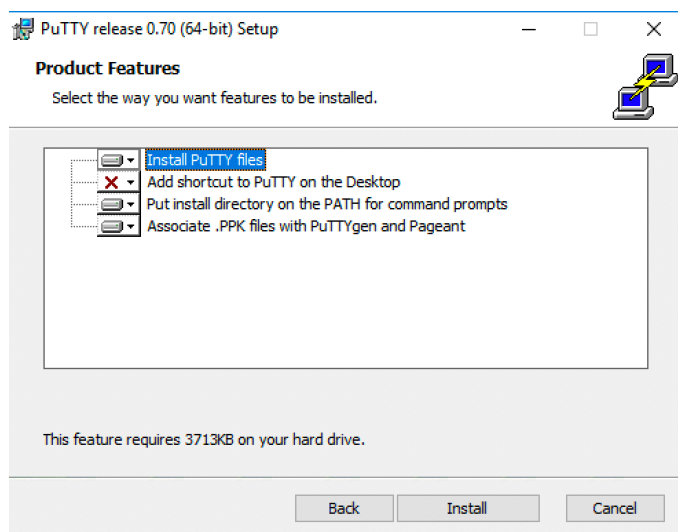 PuTTY release 0.70 (64-bit) Setup
Product Features
Select the way you want features to be installed.
Install PuTTY files
Add shortcut to PuTTY on the Desktop
Put install directory on the PATH for command prompts
Associate .PPK files with PuTTYgen and Pageant
This feature requires 3713KB on your hard drive.
Back Install Cancel